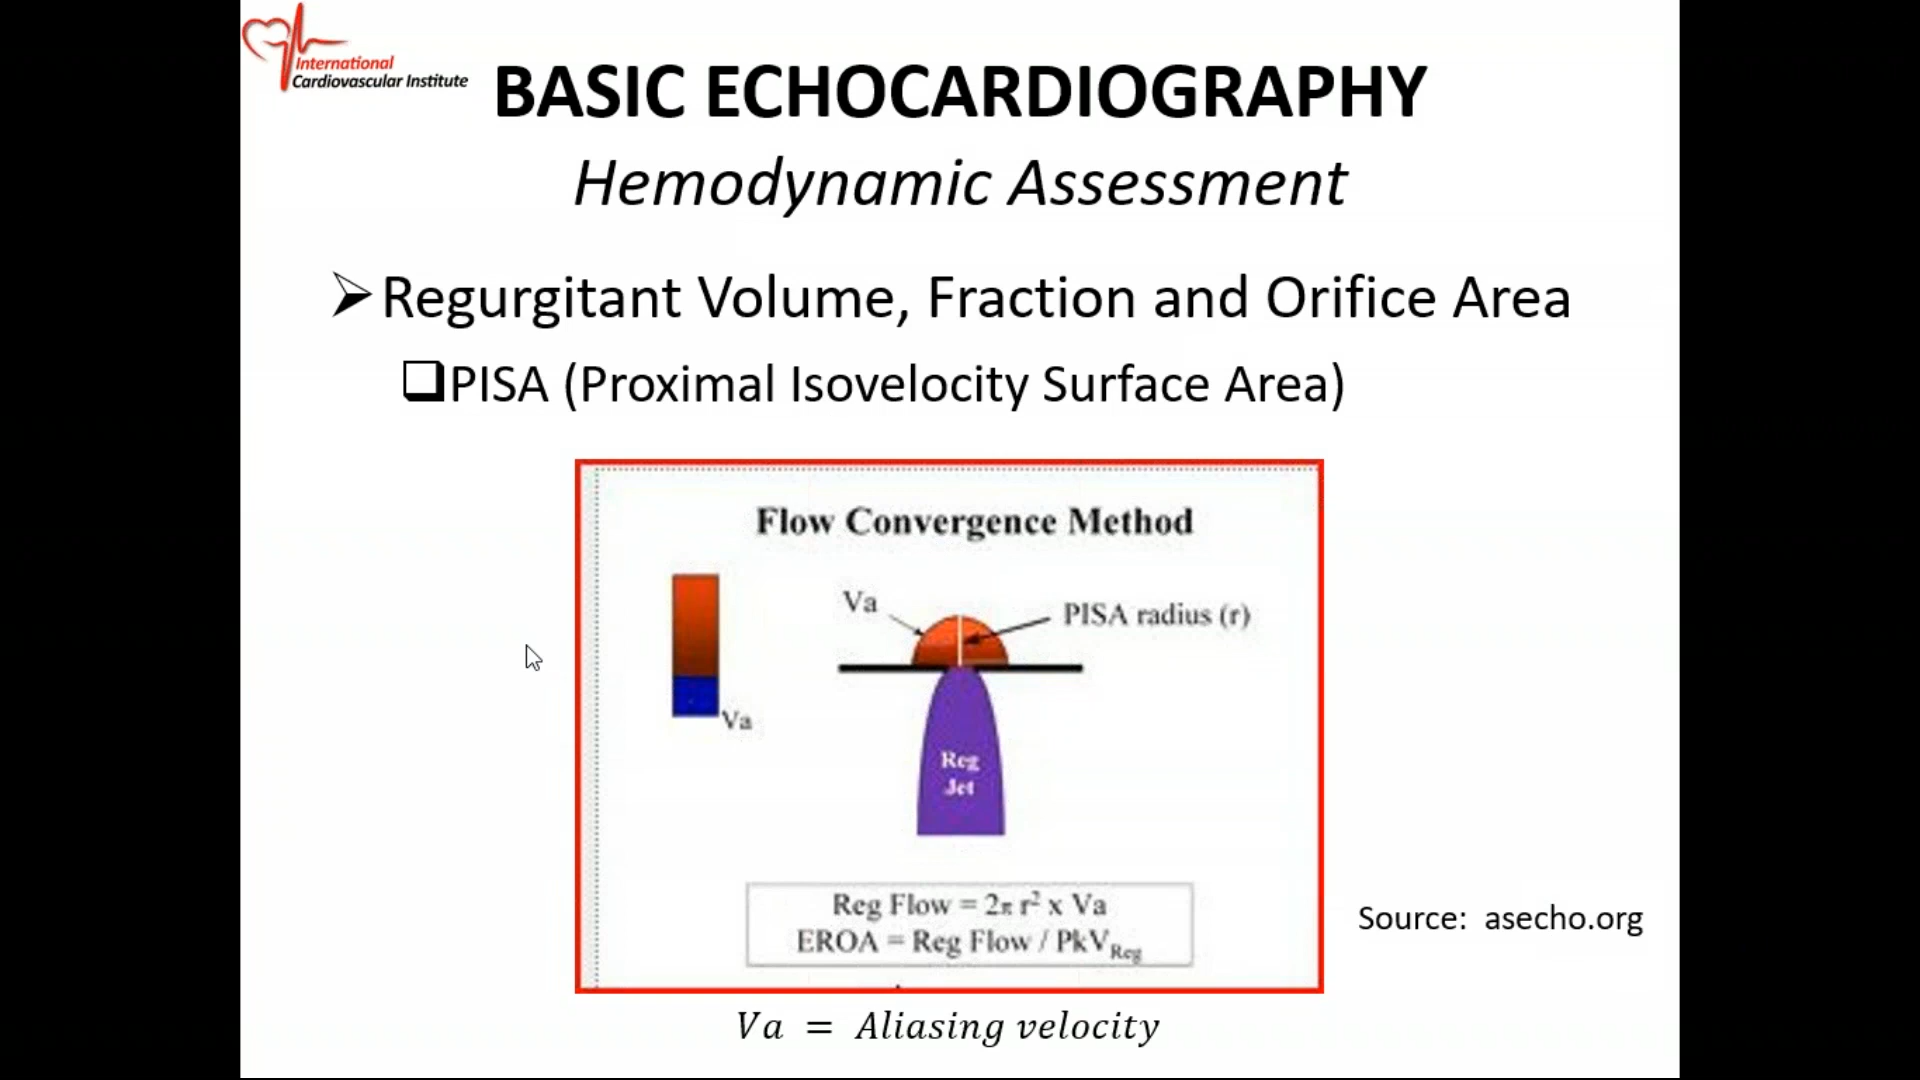 International
Cardiovascular Institute
BASIC ECHOCARDIOGRAPHY
Hemodynamic Assessment
➢Regurgitant Volume, Fraction and Orifice Area
❑PISA (Proximal Isovelocity Surface Area)
Flow Convergence Method
Va
PISA radius (r)
Va
Reg
Jet
Reg Flow = 2π r² x Va
EROA = Reg Flow / PkV_Reg
Source: asecho.org
Va = Aliasing velocity